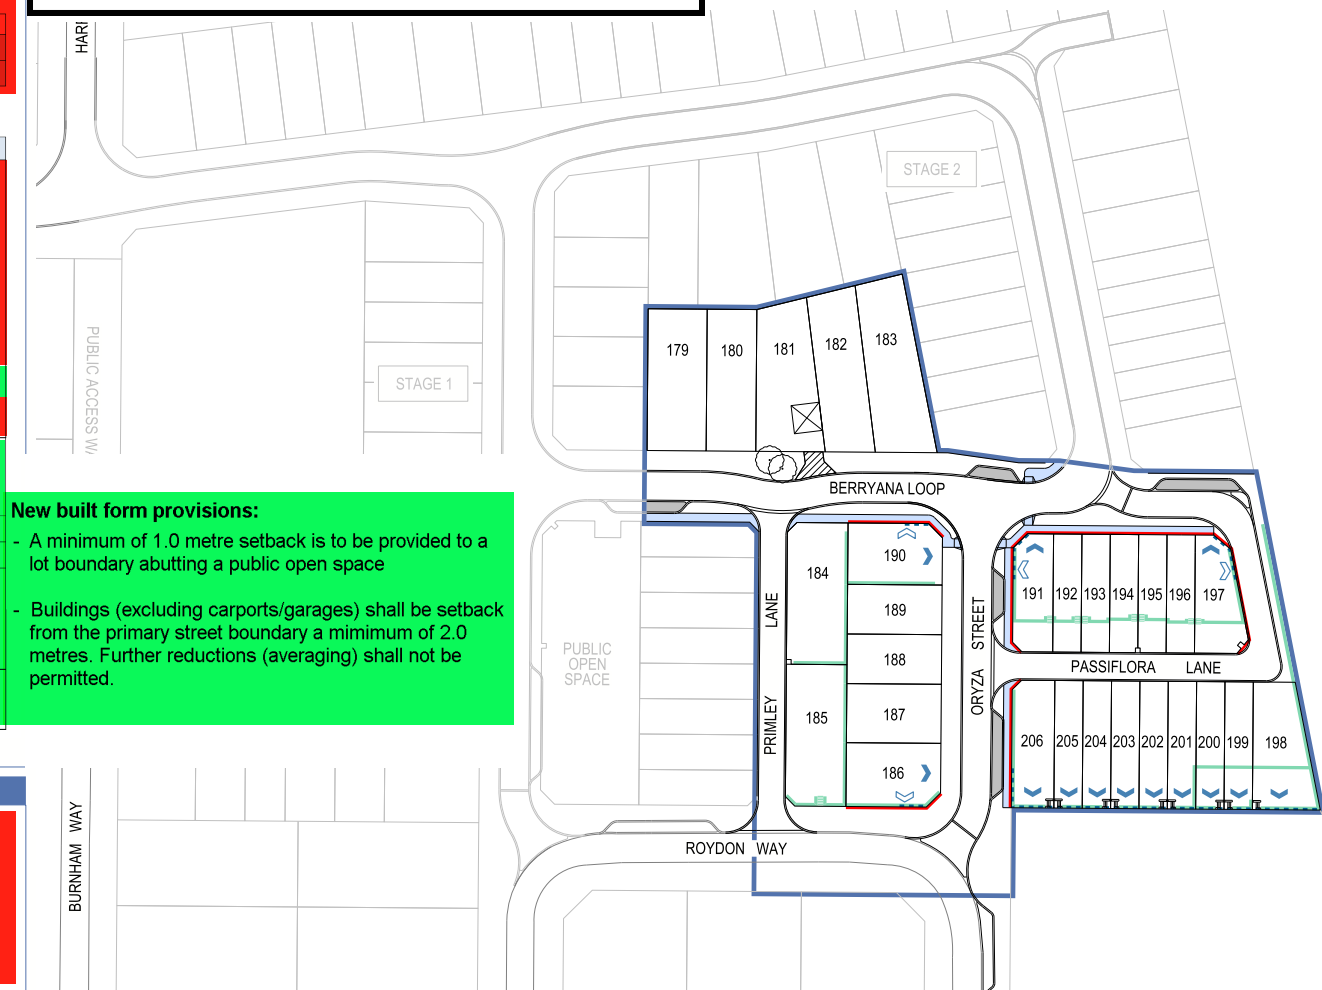 HAR
STAGE 2
PUBLIC ACCESS WA
STAGE 1
179
180
181
182
183
BERRYANA LOOP
New built form provisions:
- A minimum of 1.0 metre setback is to be provided to a
lot boundary abutting a public open space
- Buildings (excluding carports/garages) shall be setback
from the primary street boundary a mimimum of 2.0
metres. Further reductions (averaging) shall not be
permitted.
184
190
189
188
187
186
185
PRIMLEY LANE
ORYZA STREET
191
192
193
194
195
196
197
PUBLIC
OPEN
SPACE
PASSIFLORA LANE
206
205
204
203
202
201
200
199
198
ROYDON WAY
BURNHAM WAY